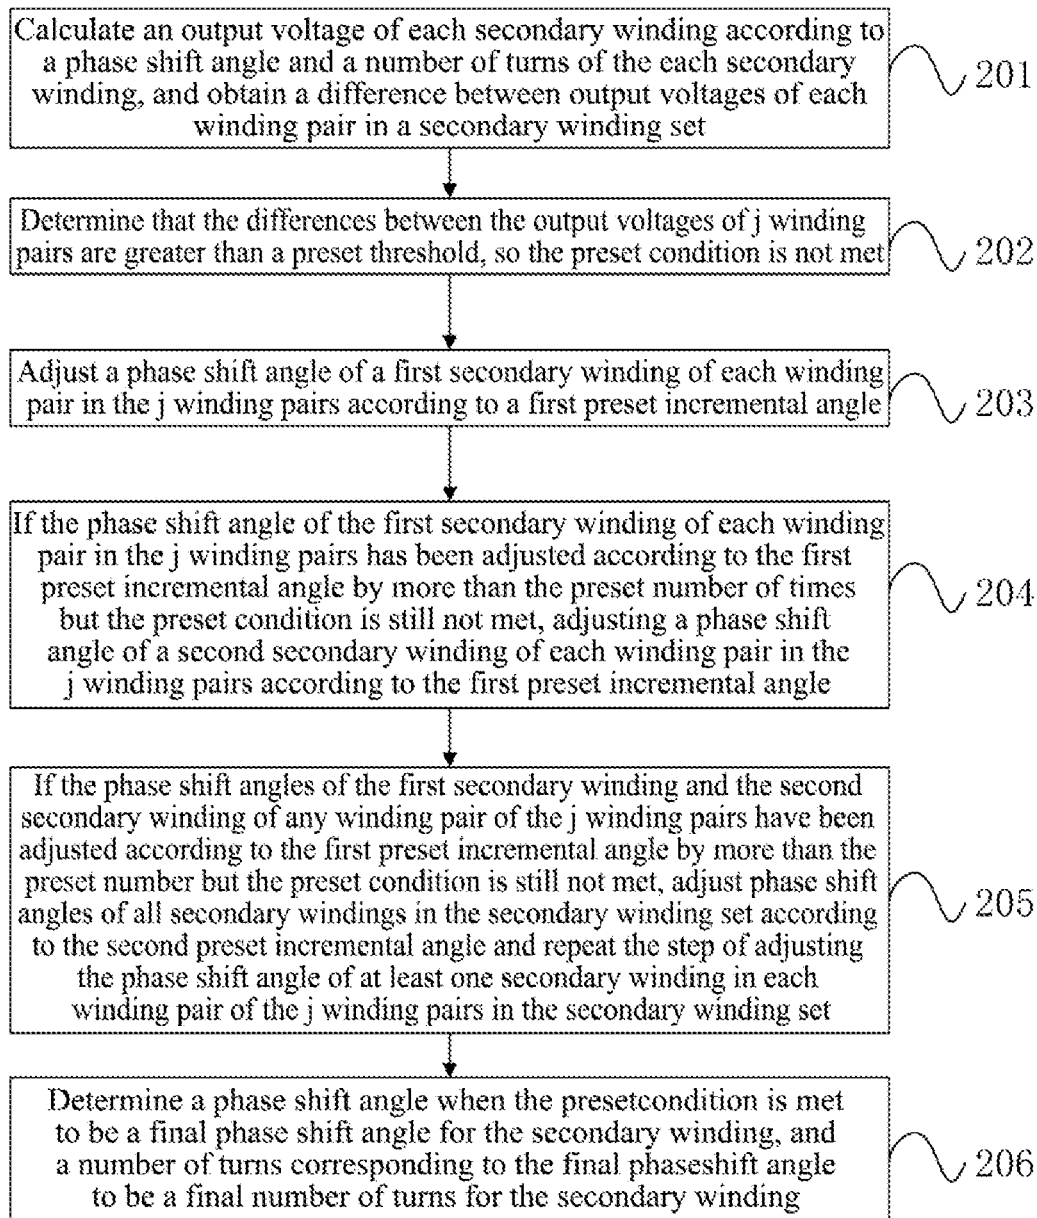 Calculate an output voltage of each secondary winding according to
a phase shift angle and a number of turns of the each secondary
winding, and obtain a difference between output voltages of each
winding pair in a secondary winding set
201
Determine that the differences between the output voltages of j winding
pairs are greater than a preset threshold, so the preset condition is not met
202
Adjust a phase shift angle of a first secondary winding of each winding
pair in the j winding pairs according to a first preset incremental angle
203
If the phase shift angle of the first secondary winding of each winding
pair in the j winding pairs has been adjusted according to the first
preset incremental angle by more than the preset number of times
but the preset condition is still not met, adjusting a phase shift
angle of a second secondary winding of each winding pair in the
j winding pairs according to the first preset incremental angle
204
If the phase shift angles of the first secondary winding and the second
secondary winding of any winding pair of the j winding pairs have been
adjusted according to the first preset incremental angle by more than the
preset number but the preset condition is still not met, adjust phase shift
angles of all secondary windings in the secondary winding set according
to the second preset incremental angle and repeat the step of adjusting
the phase shift angle of at least one secondary winding in each
winding pair of the j winding pairs in the secondary winding set
205
Determine a phase shift angle when the presetcondition is met
to be a final phase shift angle for the secondary winding, and
a number of turns corresponding to the final phaseshift angle
to be a final number of turns for the secondary winding
206